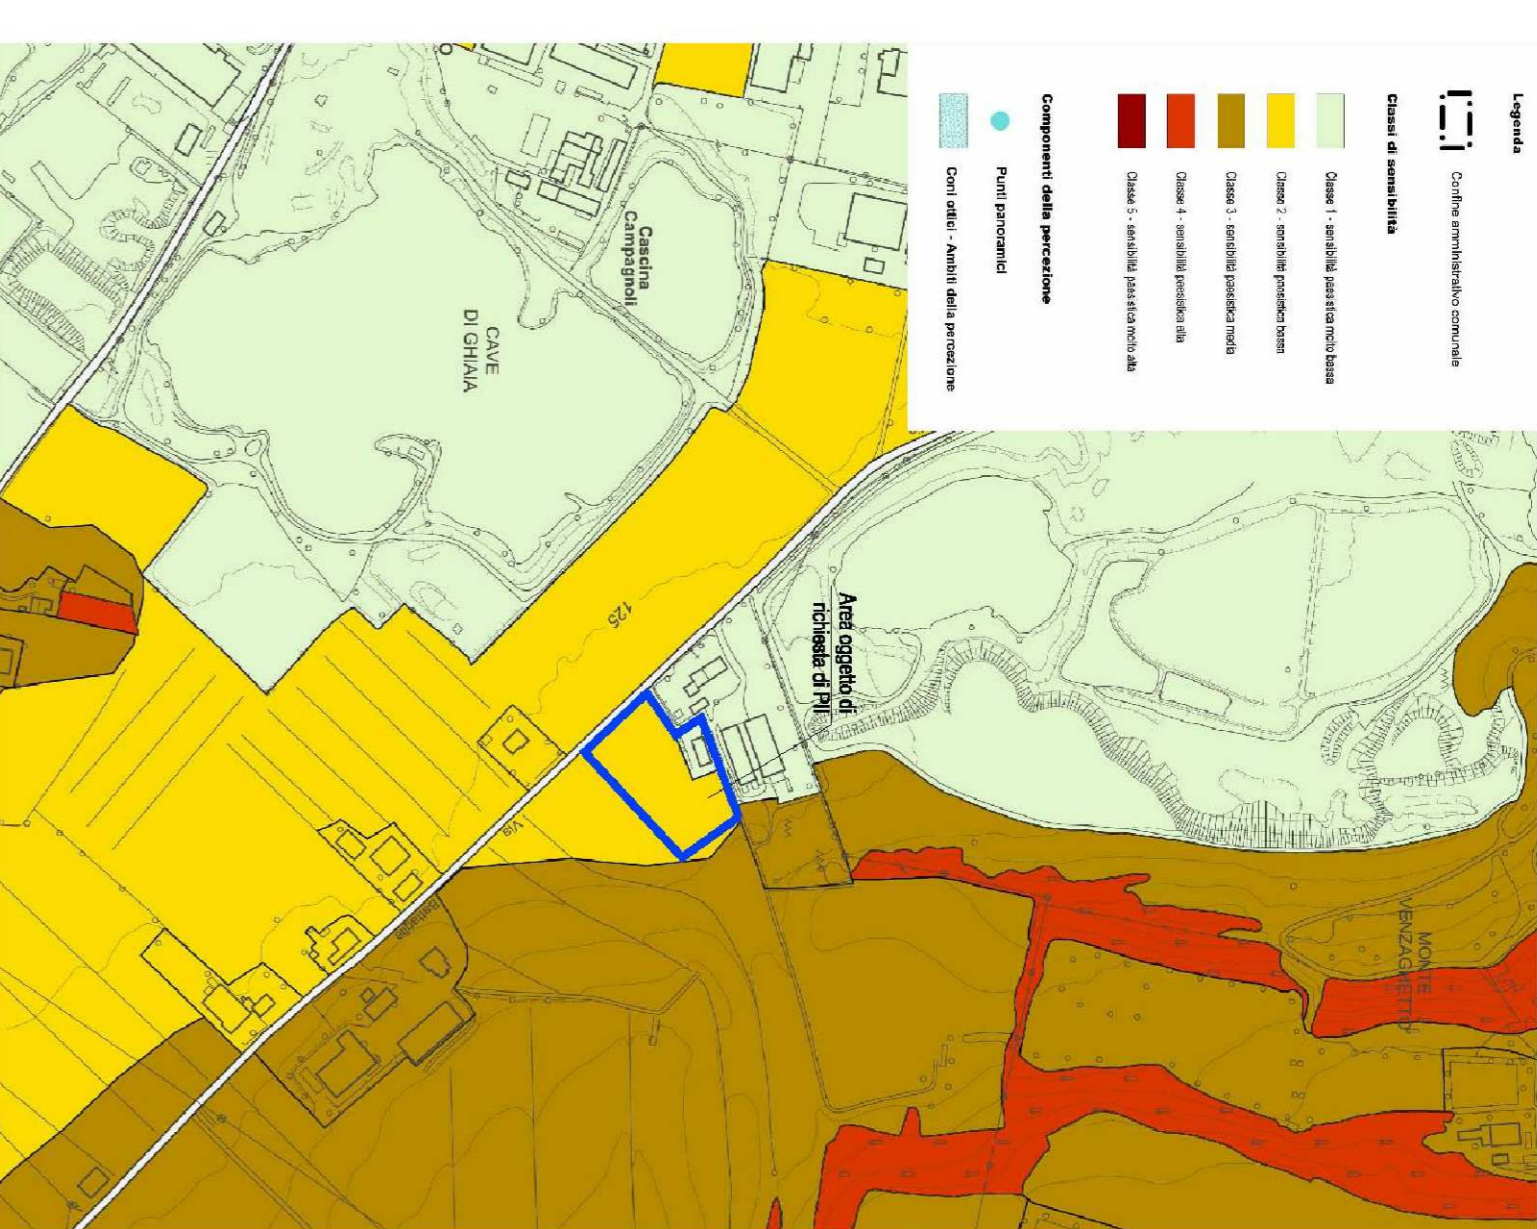 Legenda
Confine amministrativo comunale
Classi di sensibilità
Classe 1 - sensibilità paesistica molto bassa
Classe 2 - sensibilità paesistica bassa
Classe 3 - sensibilità paesistica media
Classe 4 - sensibilità paesistica alta
Classe 5 - sensibilità paesistica molto alta
Componenti della percezione
Punti panoramici
Coni ottici - Ambiti della percezione
Cascina
Campagnoli
CAVE
DI GHIAIA
125
Area oggetto di
richiesta di PII
Via
MONTE
VENZAGHETTO